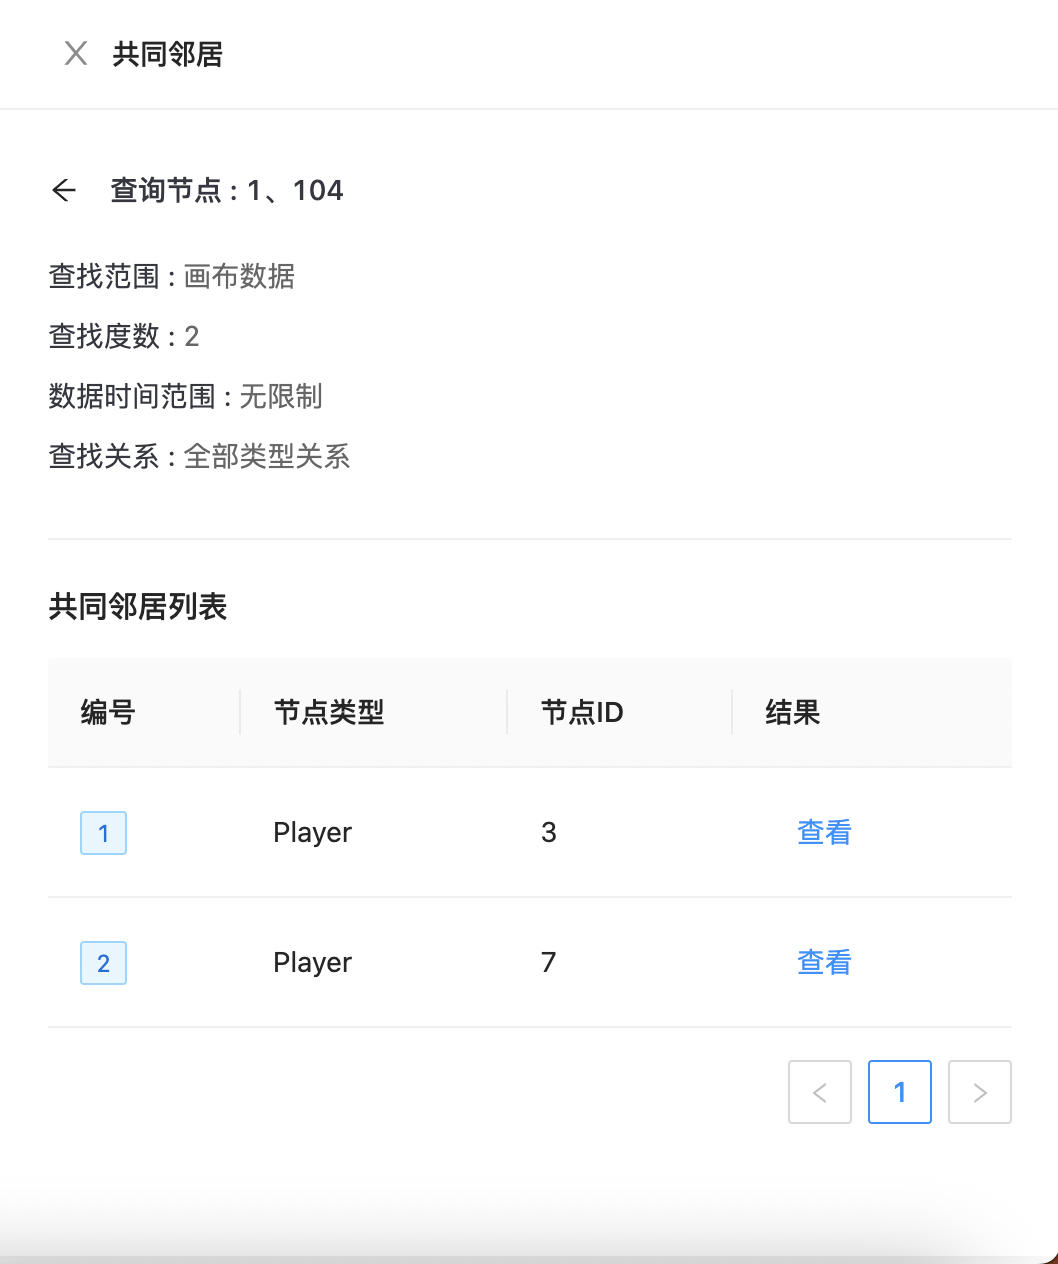 共同邻居
查询节点 : 1、104
查找范围 : 画布数据
查找度数 : 2
数据时间范围 : 无限制
查找关系 : 全部类型关系
共同邻居列表
编号 节点类型 节点ID 结果
1 Player 3 查看
2 Player 7 查看
< 1 >